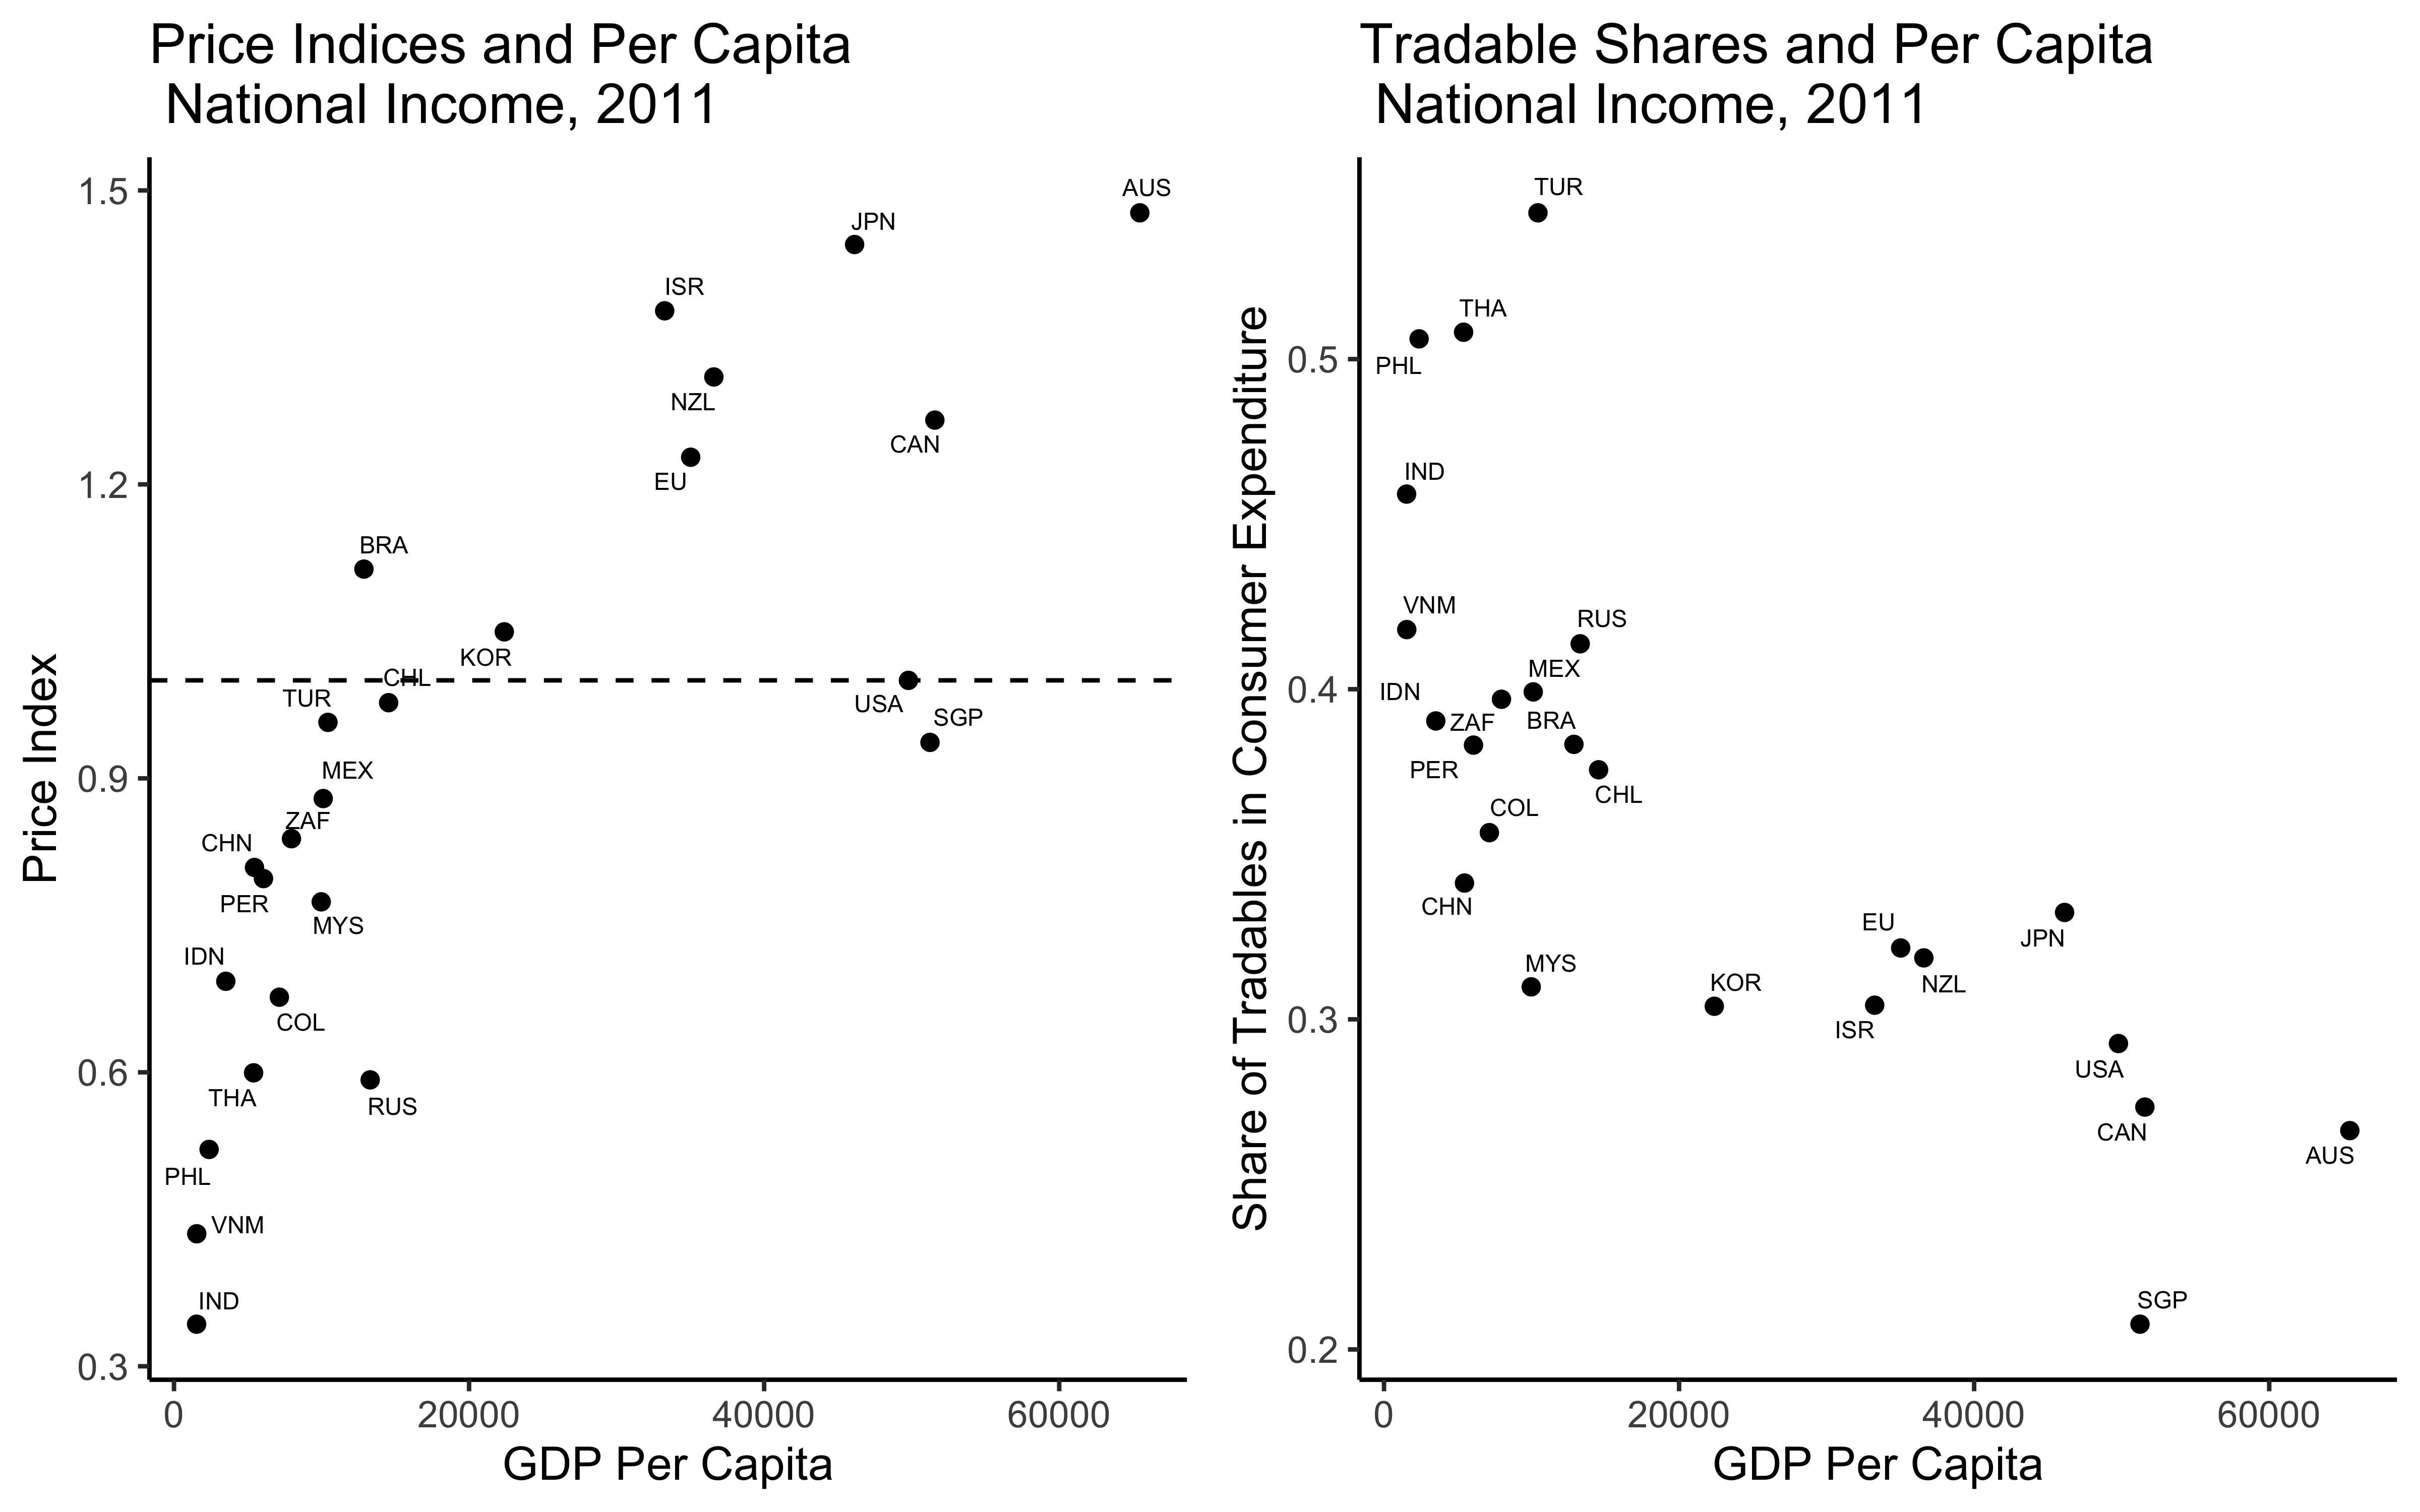 Price Indices and Per Capita
National Income, 2011
Price Index
1.5
1.2
0.9
0.6
0.3
AUS
JPN
ISR
NZL
CAN
EU
BRA
KOR
CHL
TUR
USA
SGP
MEX
ZAF
CHN
PER
MYS
IDN
COL
THA
RUS
PHL
VNM
IND
0
20000
40000
60000
GDP Per Capita
Tradable Shares and Per Capita
National Income, 2011
Share of Tradables in Consumer Expenditure
0.5
0.4
0.3
0.2
TUR
THA
PHL
IND
VNM
RUS
MEX
IDN
ZAF
BRA
PER
CHL
COL
CHN
EU
JPN
MYS
KOR
NZL
ISR
USA
CAN
AUS
SGP
0
20000
40000
60000
GDP Per Capita